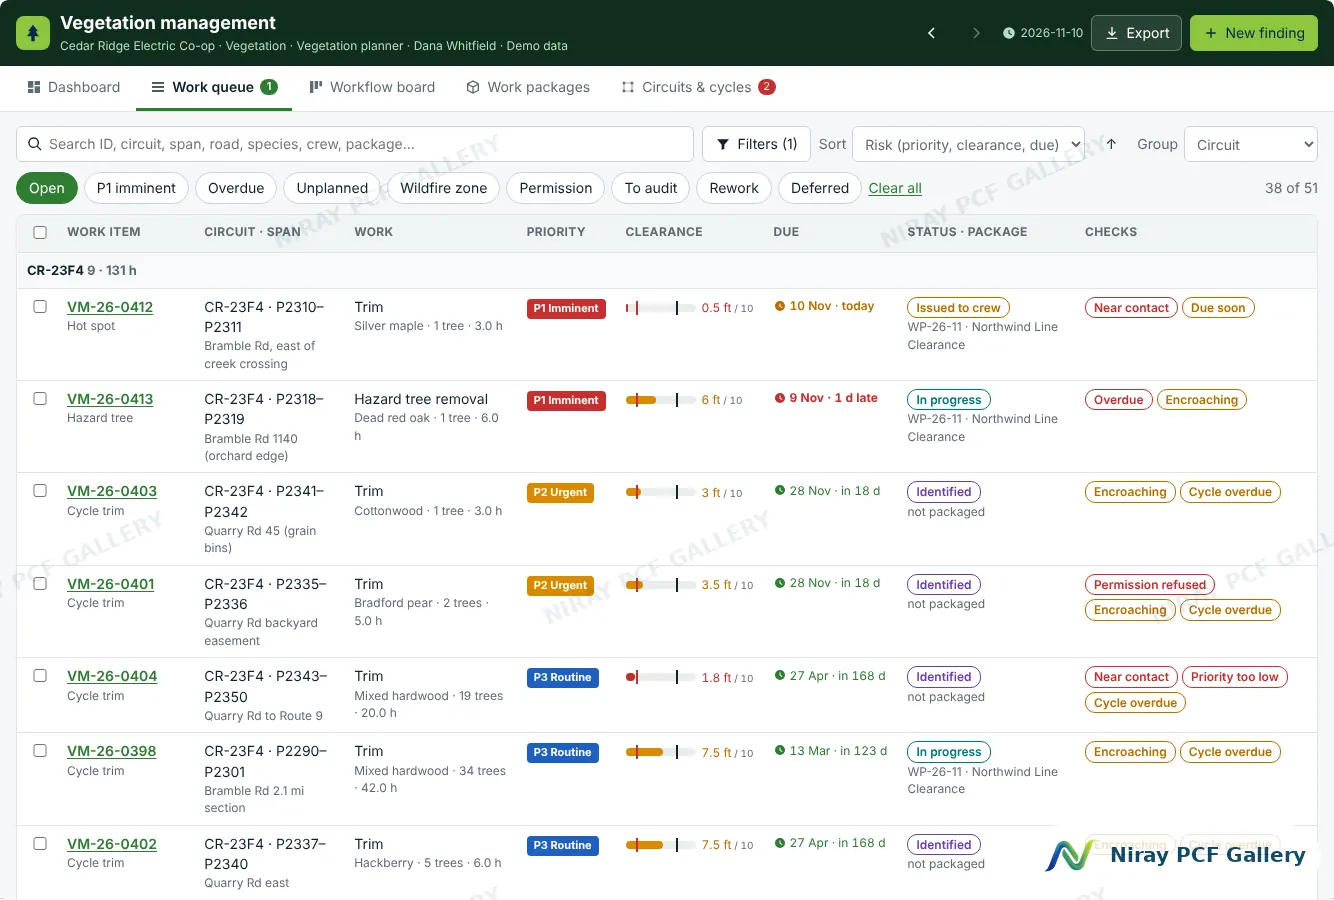 Vegetation management
Cedar Ridge Electric Co-op · Vegetation · Vegetation planner · Dana Whitfield · Demo data
2026-11-10
Export
+ New finding
Dashboard
Work queue 1
Workflow board
Work packages
Circuits & cycles 2
Search ID, circuit, span, road, species, crew, package...
Filters (1)
Sort
Risk (priority, clearance, due)
Group
Circuit
Open
P1 imminent
Overdue
Unplanned
Wildfire zone
Permission
To audit
Rework
Deferred
Clear all
38 of 51
WORK ITEM
CIRCUIT · SPAN
WORK
PRIORITY
CLEARANCE
DUE
STATUS · PACKAGE
CHECKS
CR-23F4 9 · 131 h
VM-26-0412
Hot spot
CR-23F4 · P2310–
P2311
Bramble Rd, east of
creek crossing
Trim
Silver maple · 1 tree · 3.0 h
P1 Imminent
0.5 ft / 10
10 Nov · today
Issued to crew
WP-26-11 · Northwind Line
Clearance
Near contact
Due soon
VM-26-0413
Hazard tree
CR-23F4 · P2318–
P2319
Bramble Rd 1140
(orchard edge)
Hazard tree removal
Dead red oak · 1 tree · 6.0
h
P1 Imminent
6 ft / 10
9 Nov · 1 d late
In progress
WP-26-11 · Northwind Line
Clearance
Overdue
Encroaching
VM-26-0403
Cycle trim
CR-23F4 · P2341–
P2342
Quarry Rd 45 (grain
bins)
Trim
Cottonwood · 1 tree · 3.0 h
P2 Urgent
3 ft / 10
28 Nov · in 18 d
Identified
not packaged
Encroaching
Cycle overdue
VM-26-0401
Cycle trim
CR-23F4 · P2335–
P2336
Quarry Rd backyard
easement
Trim
Bradford pear · 2 trees ·
5.0 h
P2 Urgent
3.5 ft / 10
28 Nov · in 18 d
Identified
not packaged
Permission refused
Encroaching
Cycle overdue
VM-26-0404
Cycle trim
CR-23F4 · P2343–
P2350
Quarry Rd to Route 9
Trim
Mixed hardwood · 19 trees
· 20.0 h
P3 Routine
1.8 ft / 10
27 Apr · in 168 d
Identified
not packaged
Near contact
Priority too low
Cycle overdue
VM-26-0398
Cycle trim
CR-23F4 · P2290–
P2301
Bramble Rd 2.1 mi
section
Trim
Mixed hardwood · 34 trees
· 42.0 h
P3 Routine
7.5 ft / 10
13 Mar · in 123 d
In progress
WP-26-11 · Northwind Line
Clearance
Encroaching
Cycle overdue
VM-26-0402
Cycle trim
CR-23F4 · P2337–
P2340
Quarry Rd east
Trim
Hackberry · 5 trees · 6.0 h
P3 Routine
7.5 ft / 10
27 Apr · in 168 d
Identified
not packaged
Encroaching
Cycle overdue
Niray PCF Gallery
NIRAY PCF GALLERY
NIRAY PCF GALLERY
NIRAY PCF GALLERY